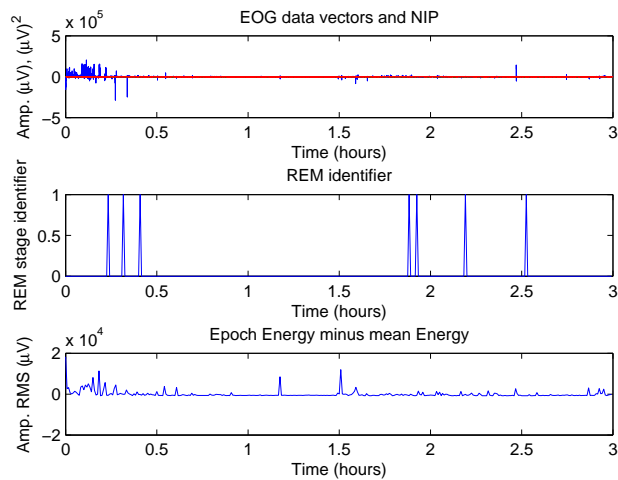 EOG data vectors and NIP
x 10^5
Amp. (μV), (μV)^2
5
0
−5
0 0.5 1 1.5 2 2.5 3
Time (hours)
REM identifier
REM stage identifier
1
0.5
0
0 0.5 1 1.5 2 2.5 3
Time (hours)
Epoch Energy minus mean Energy
x 10^4
Amp. RMS (μV)
2
0
−2
0 0.5 1 1.5 2 2.5 3
Time (hours)